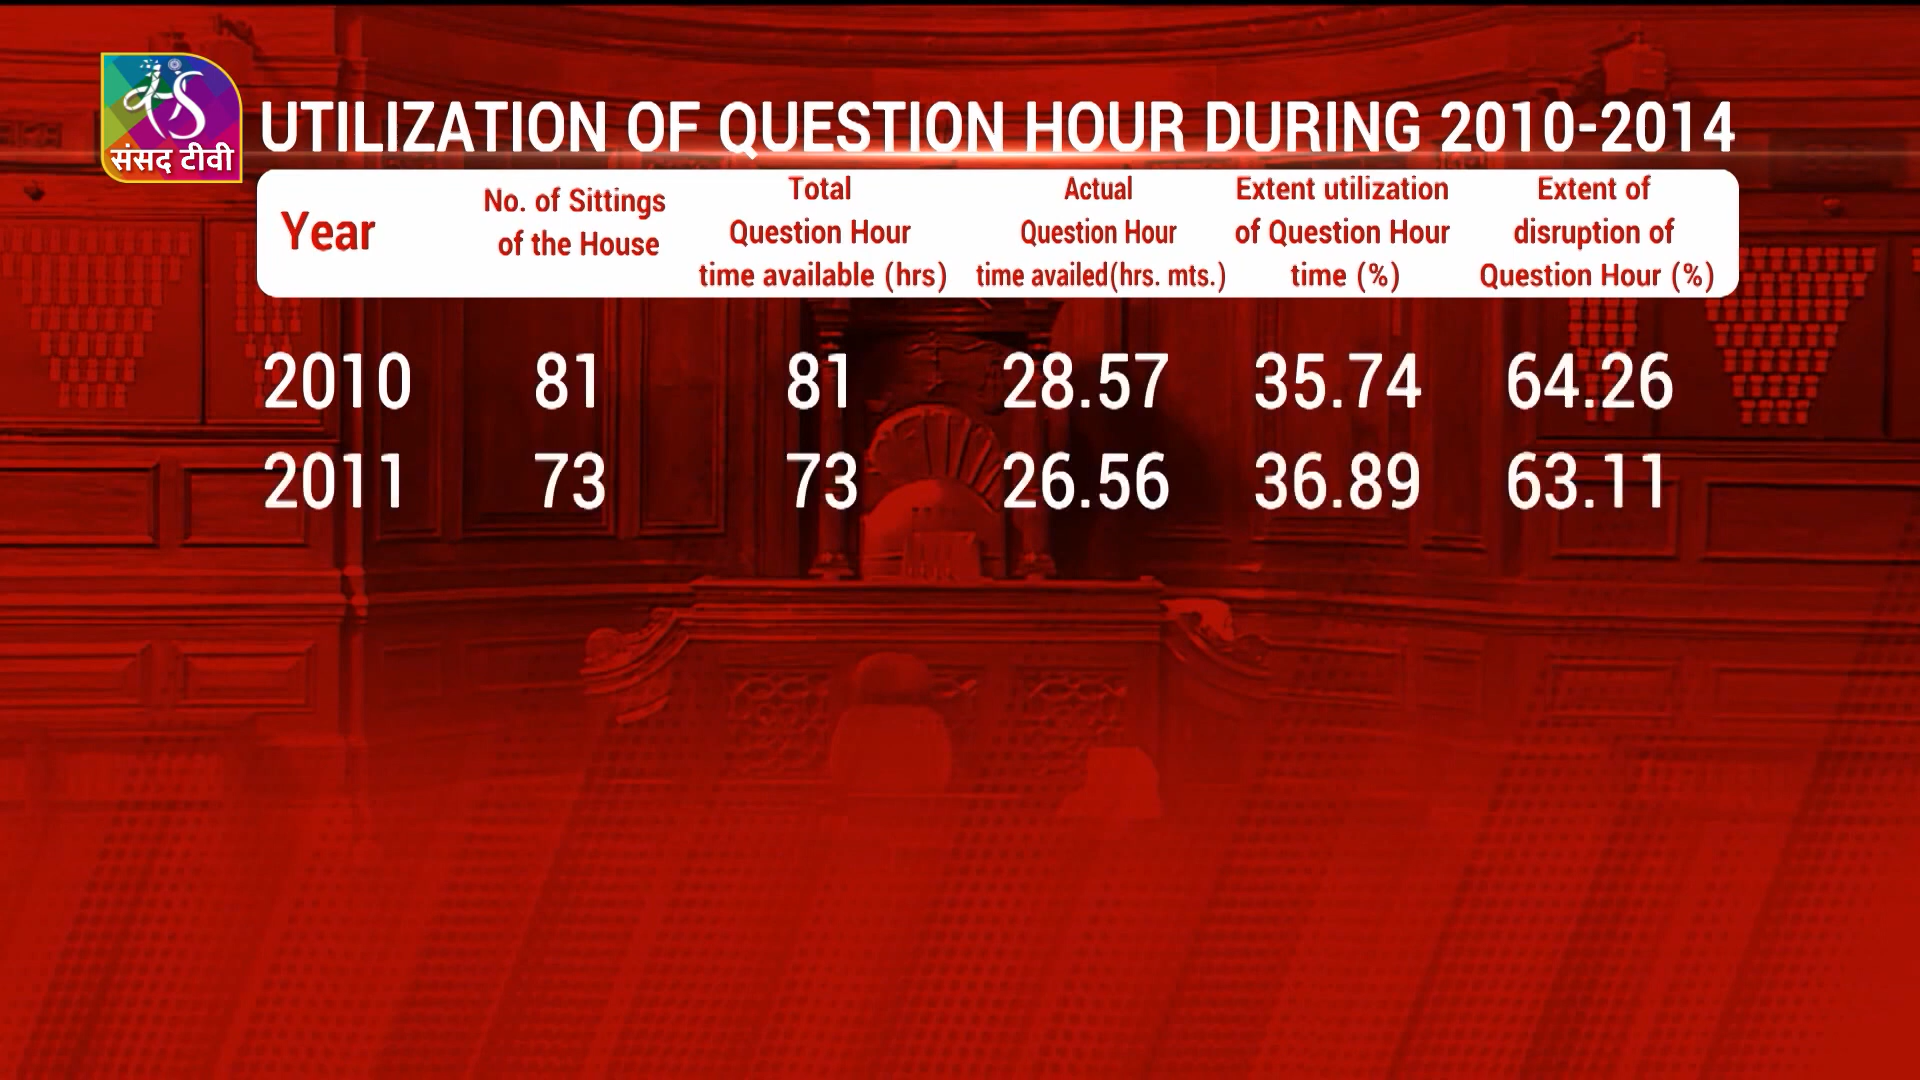 संसद टीवी
UTILIZATION OF QUESTION HOUR DURING 2010-2014
Year
No. of Sittings
of the House
Total
Question Hour
time available (hrs)
Actual
Question Hour
time availed(hrs. mts.)
Extent utilization
of Question Hour
time (%)
Extent of
disruption of
Question Hour (%)
2010 81 81 28.57 35.74 64.26
2011 73 73 26.56 36.89 63.11